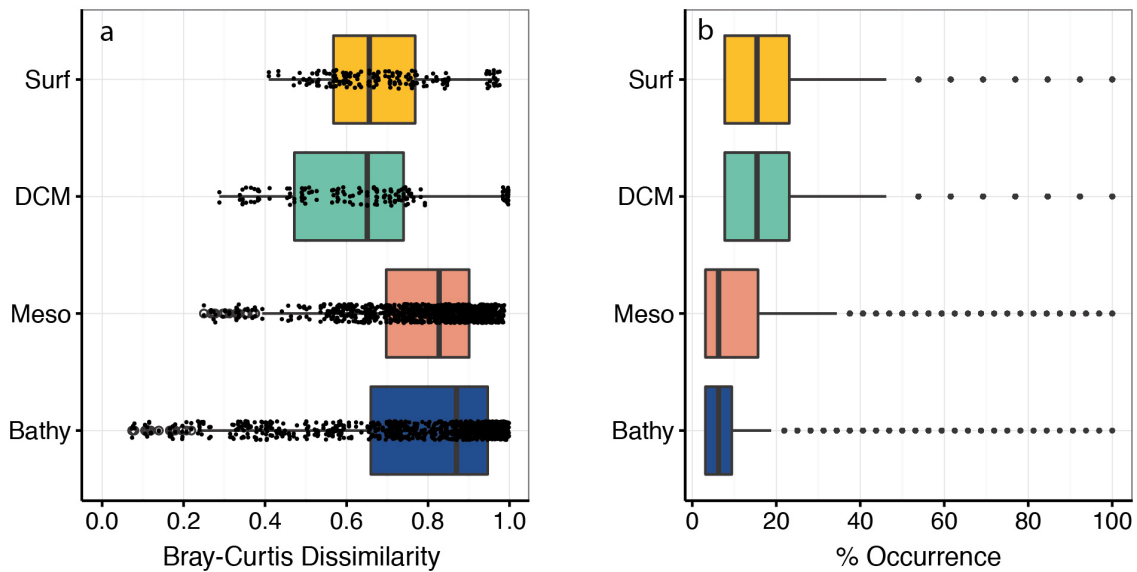 a
Surf
DCM
Meso
Bathy
0.0 0.2 0.4 0.6 0.8 1.0
Bray-Curtis Dissimilarity
b
Surf
DCM
Meso
Bathy
0 20 40 60 80 100
% Occurrence